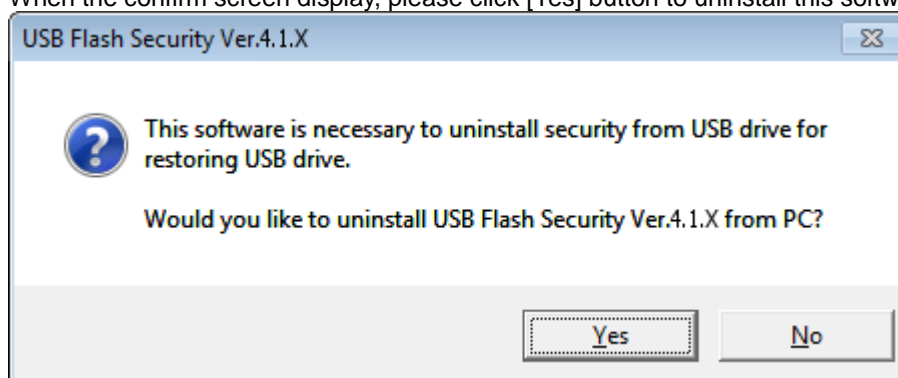 When the confirm screen display, please click [Yes] button to uninstall this softw
USB Flash Security Ver.4.1.X
This software is necessary to uninstall security from USB drive for
restoring USB drive.
Would you like to uninstall USB Flash Security Ver.4.1.X from PC?
Yes
No